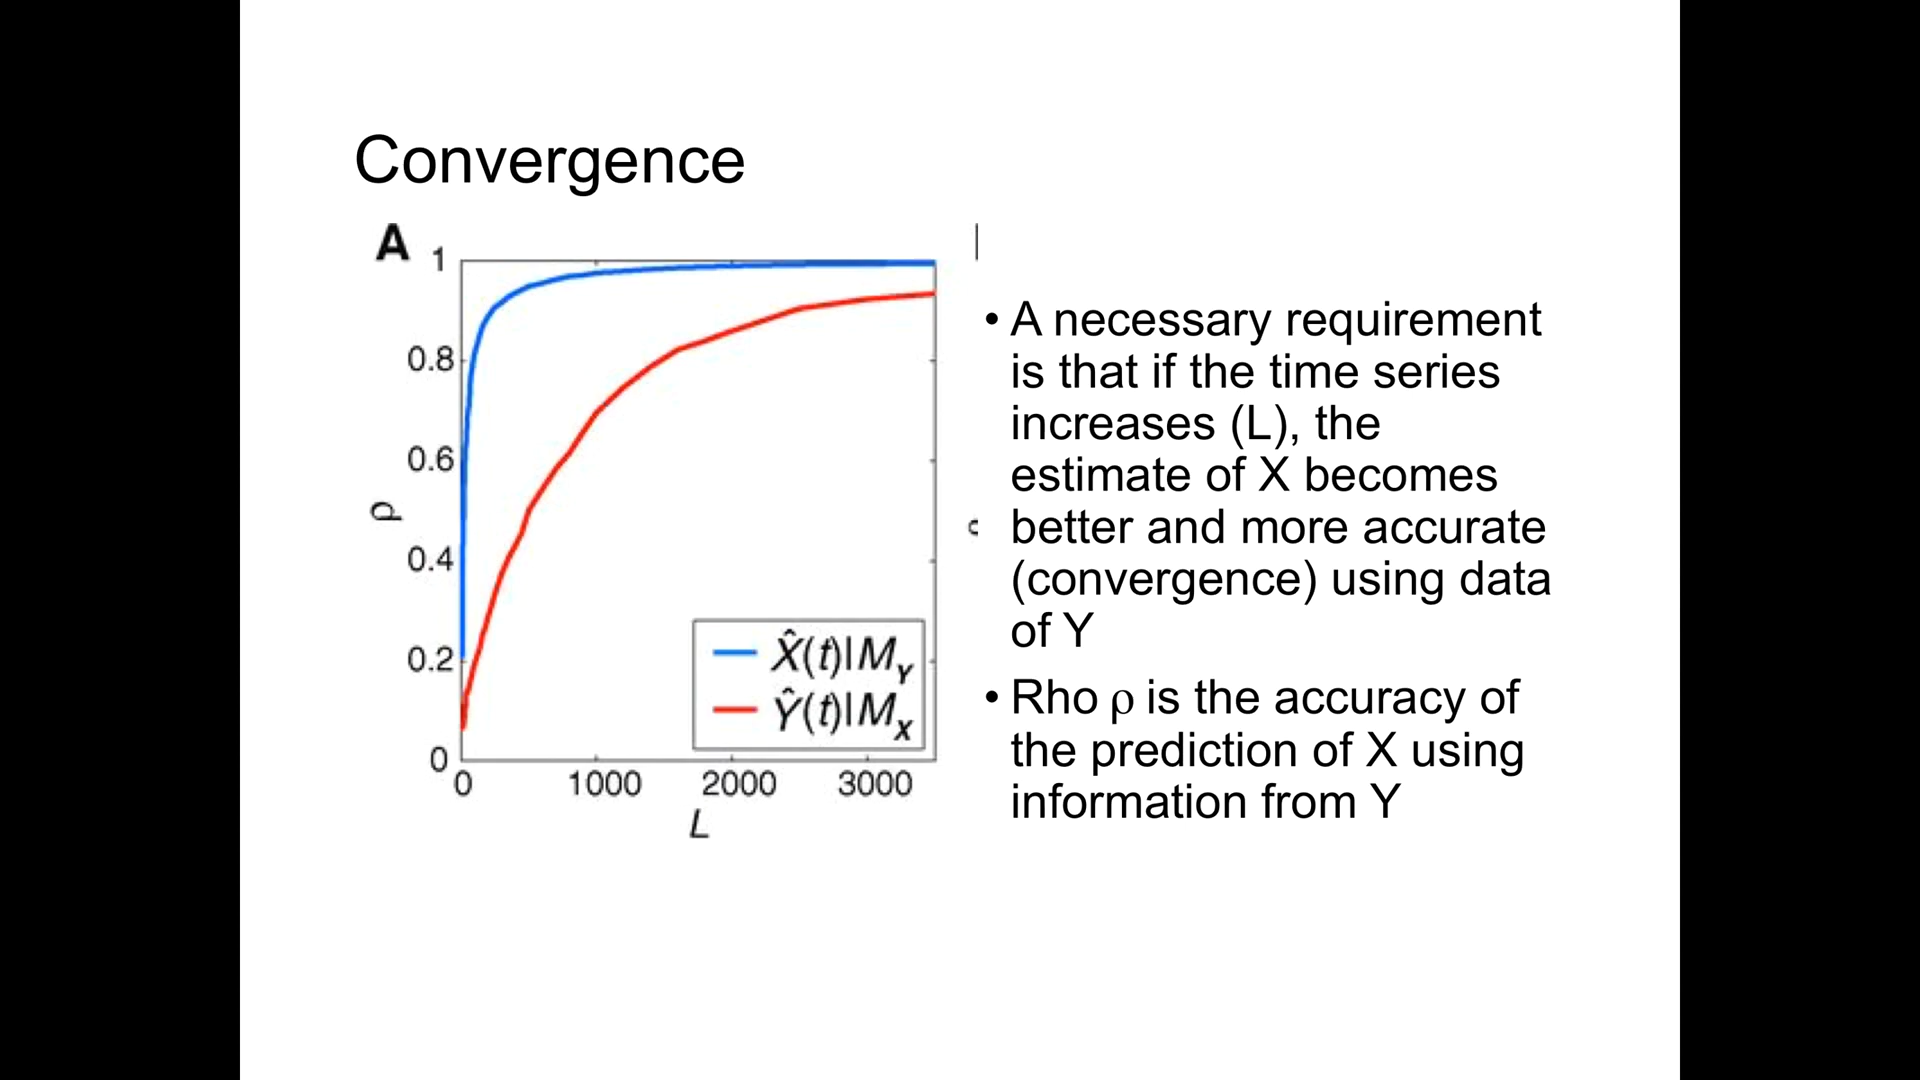 Convergence
A
1
0.8
0.6
0.4
0.2
0
ρ
0 1000 2000 3000
L
X̂(t)|M_Y
Ŷ(t)|M_X
• A necessary requirement
is that if the time series
increases (L), the
estimate of X becomes
better and more accurate
(convergence) using data
of Y
• Rho ρ is the accuracy of
the prediction of X using
information from Y